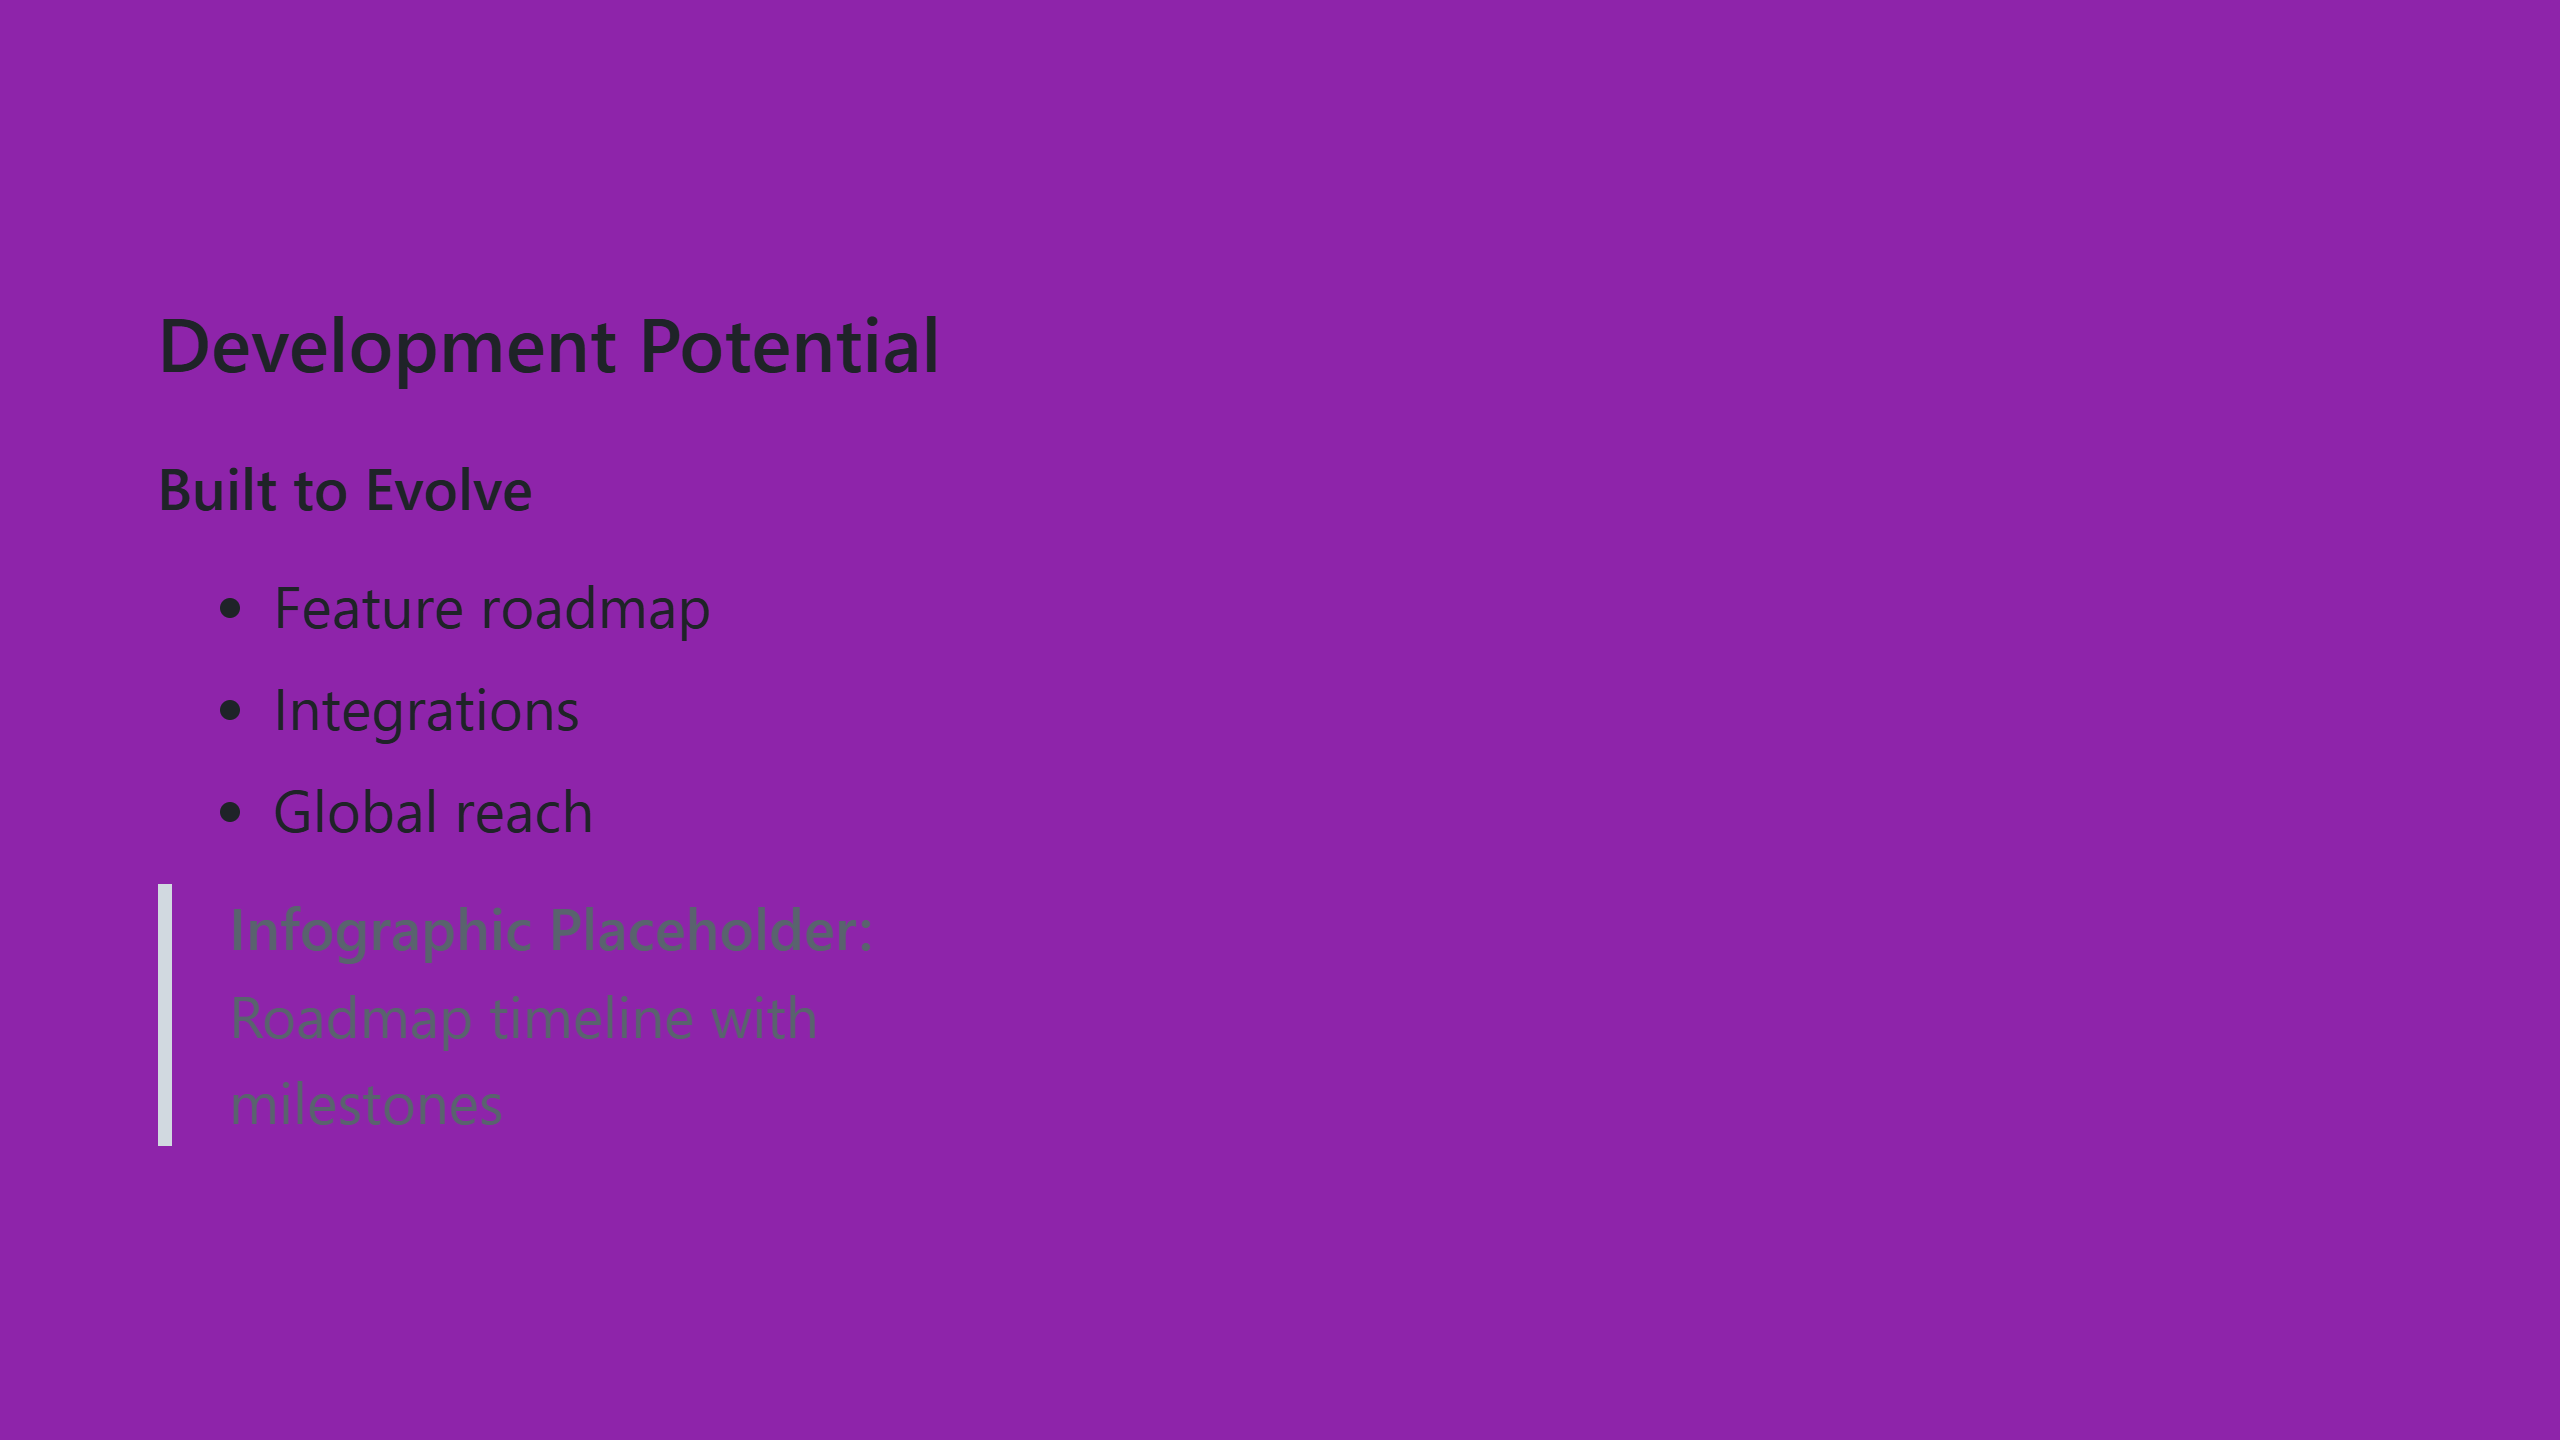 Development Potential
Built to Evolve
• Feature roadmap
• Integrations
• Global reach
Infographic Placeholder:
Roadmap timeline with
milestones